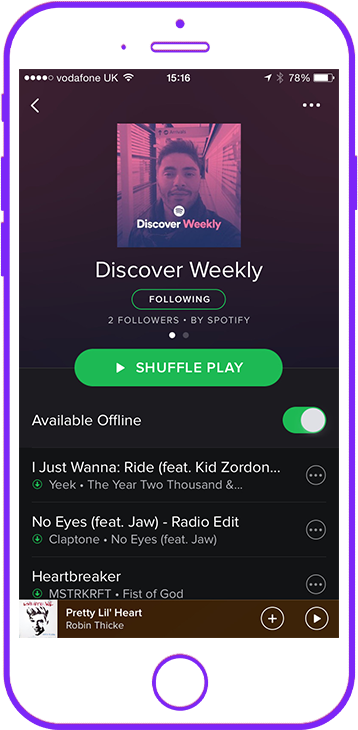 vodafone UK 15:16 78%
Discover Weekly
Discover Weekly
FOLLOWING
2 FOLLOWERS • BY SPOTIFY
SHUFFLE PLAY
Available Offline
I Just Wanna: Ride (feat. Kid Zordon...
Yeek • The Year Two Thousand &...
No Eyes (feat. Jaw) - Radio Edit
Claptone • No Eyes (feat. Jaw)
Heartbreaker
MSTRKRFT • Fist of God
Pretty Lil' Heart
Robin Thicke